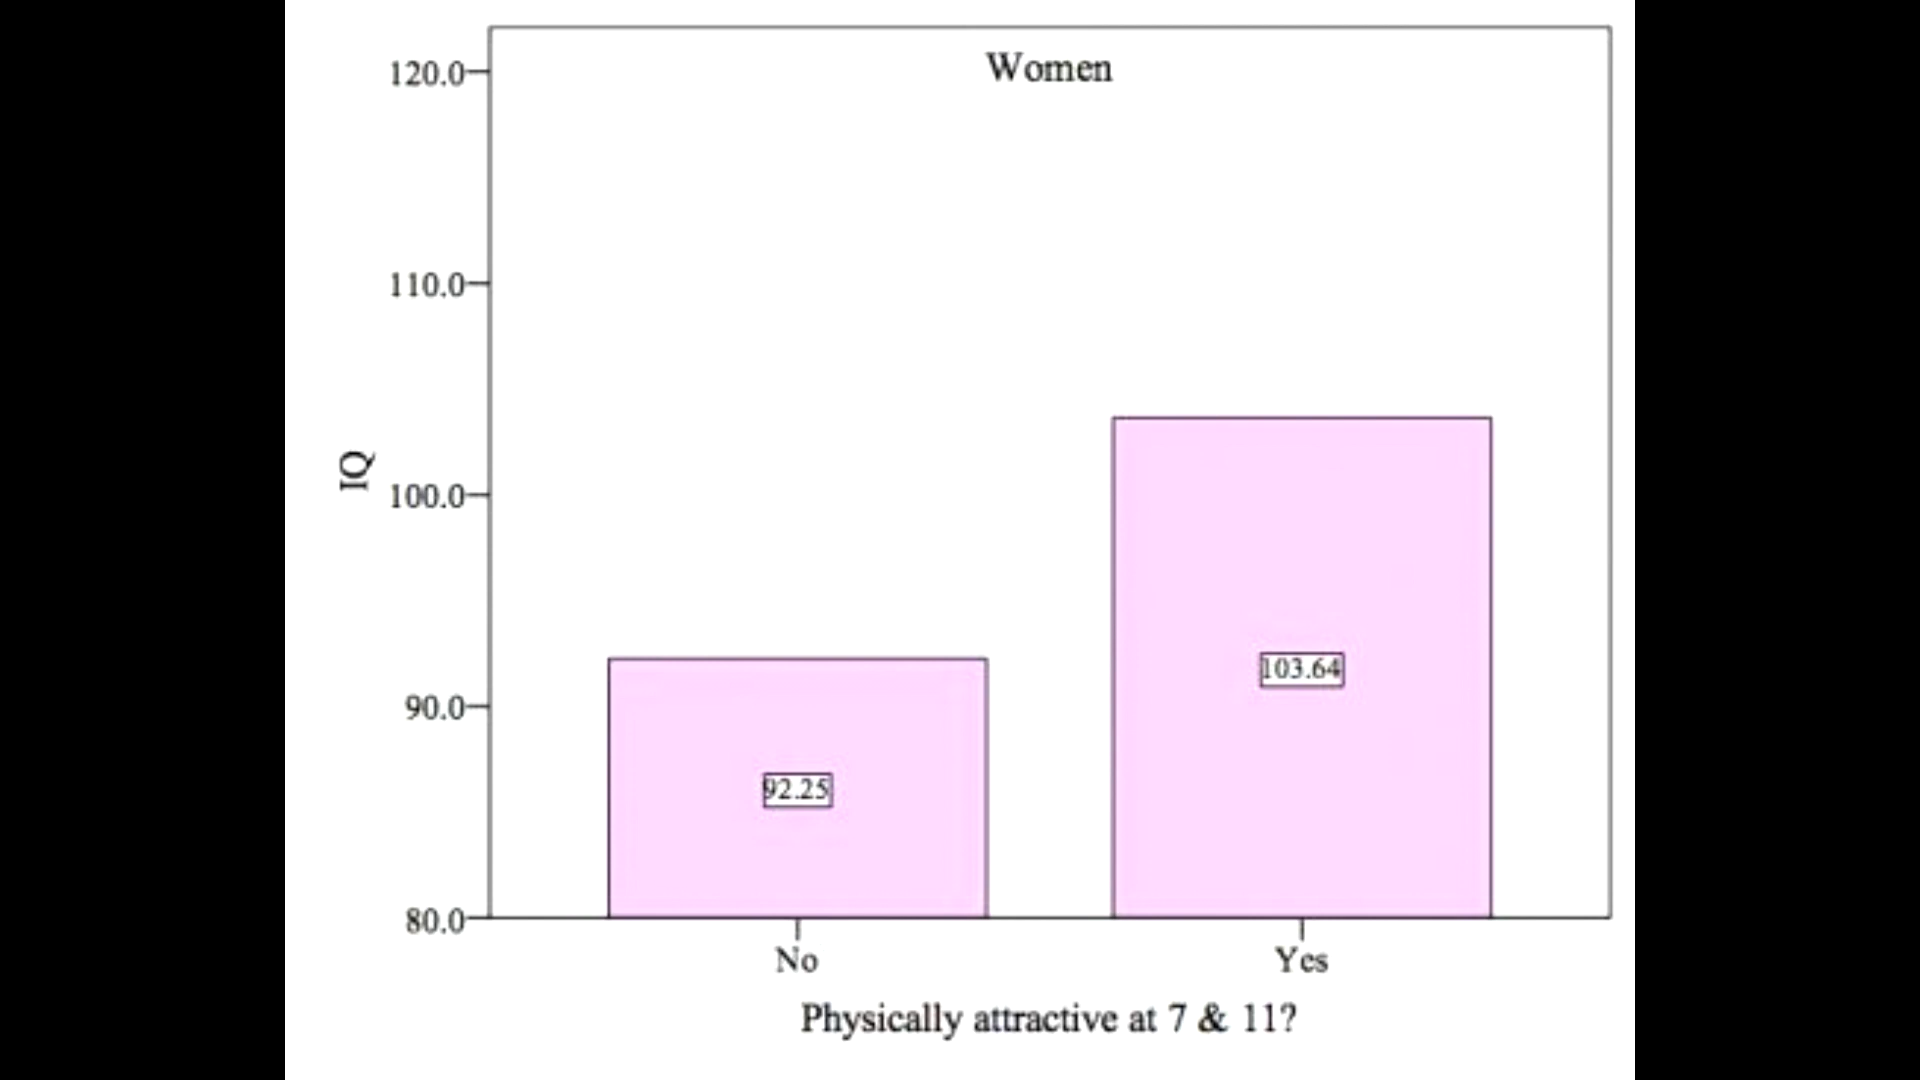 Women
120.0
110.0
100.0
90.0
80.0
IQ
92.25
103.64
No
Yes
Physically attractive at 7 & 11?